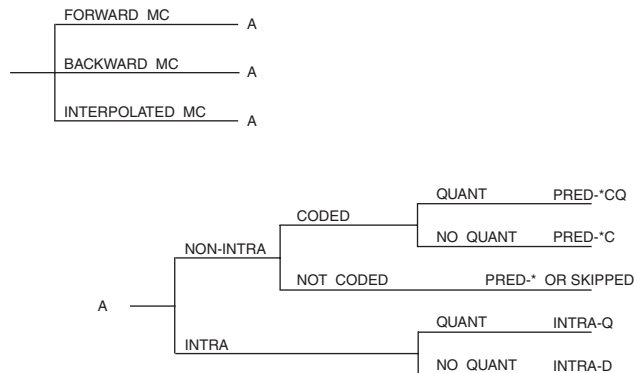 FORWARD MC A
BACKWARD MC A
INTERPOLATED MC A
QUANT PRED-*CQ
CODED
NO QUANT PRED-*C
NON-INTRA
NOT CODED PRED-* OR SKIPPED
A
QUANT INTRA-Q
INTRA
NO QUANT INTRA-D